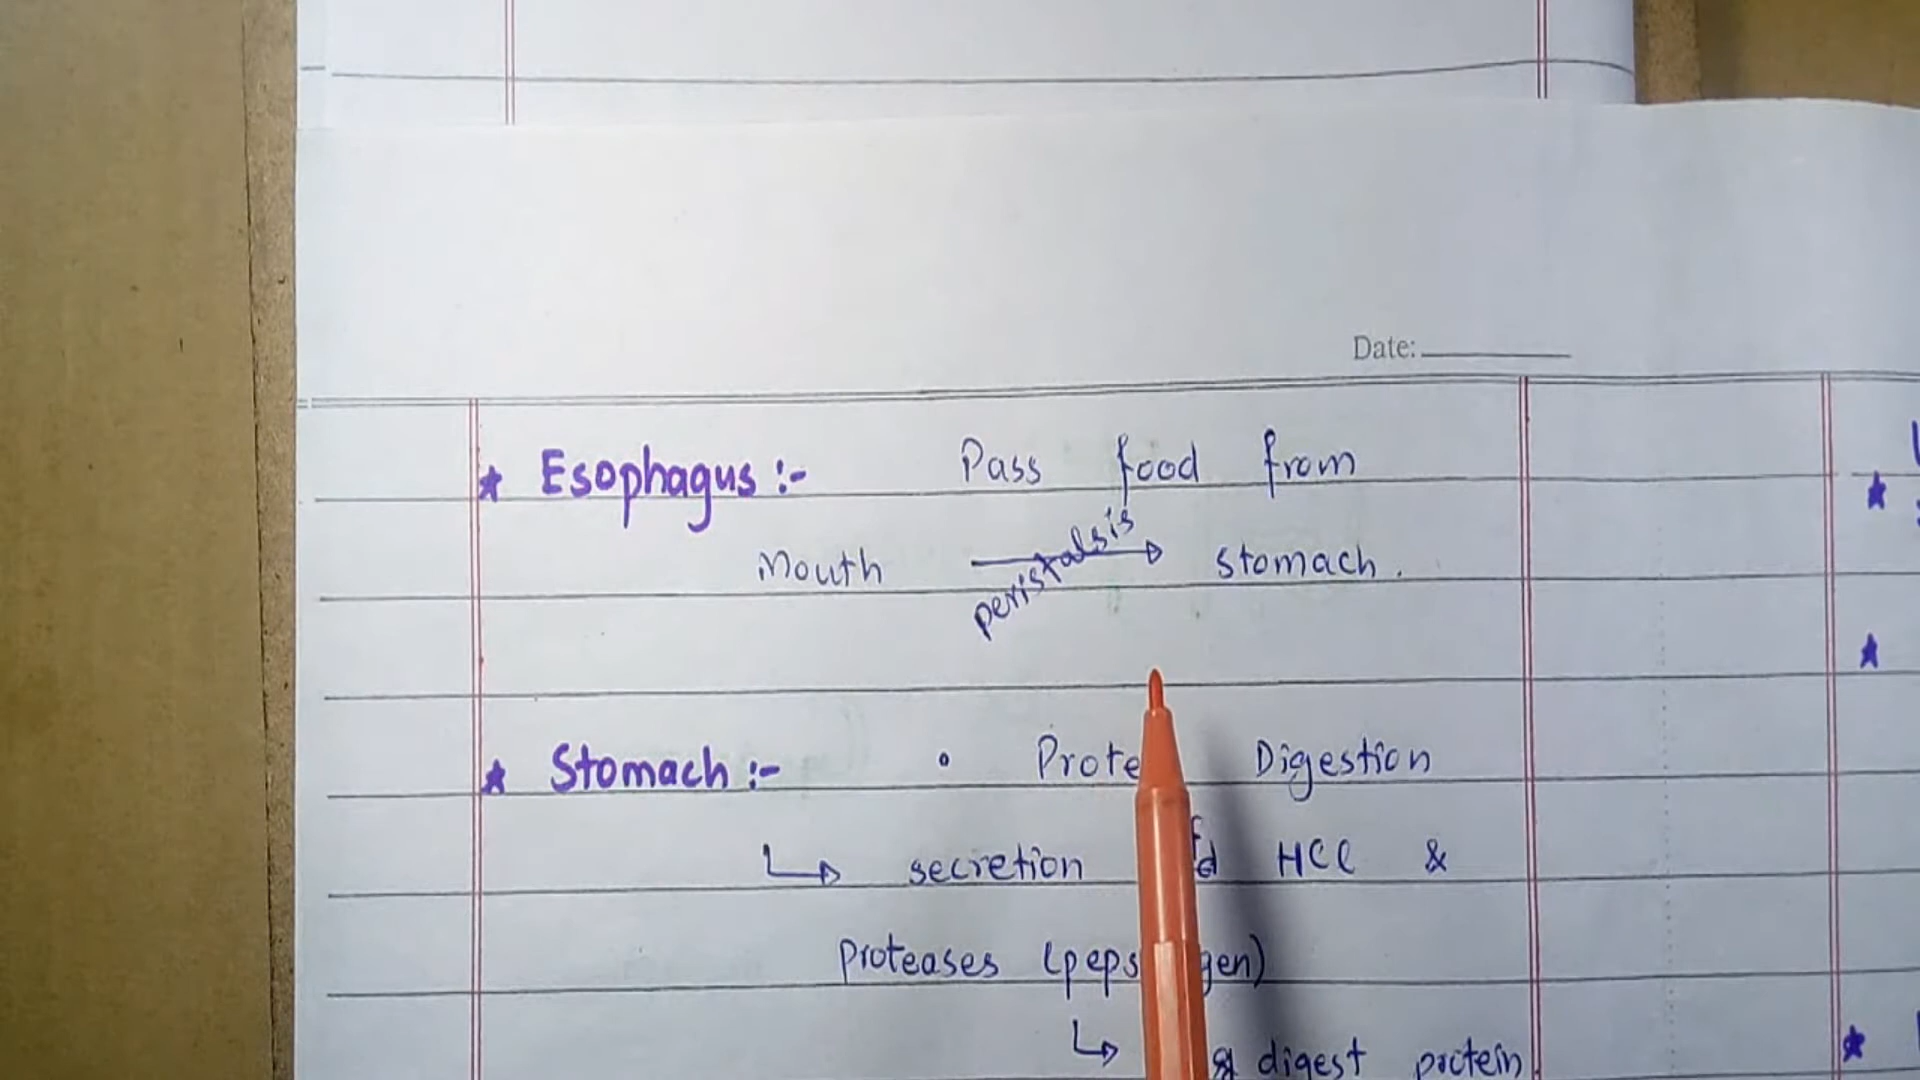 Date:
★ Esophagus :- Pass food from
Mouth peristalsis → stomach.
★ Stomach :- • Prote Digestion
↳ secretion HCl &
proteases (peps gen)
↳ digest protein